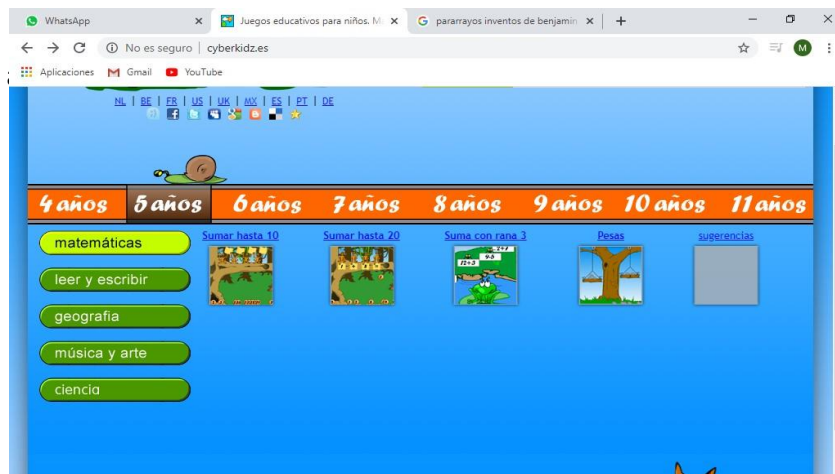 WhatsApp
Juegos educativos para niños. M
pararrayos inventos de benjamin
No es seguro | cyberkidz.es
M
Aplicaciones
Gmail
YouTube
NL | BE | FR | US | UK | MX | ES | PT | DE
4 años 5 años 6 años 7 años 8 años 9 años 10 años 11 años
matemáticas
leer y escribir
geografia
música y arte
ciencia
Sumar hasta 10
Sumar hasta 20
Suma con rana 3
Pesas
sugerencias